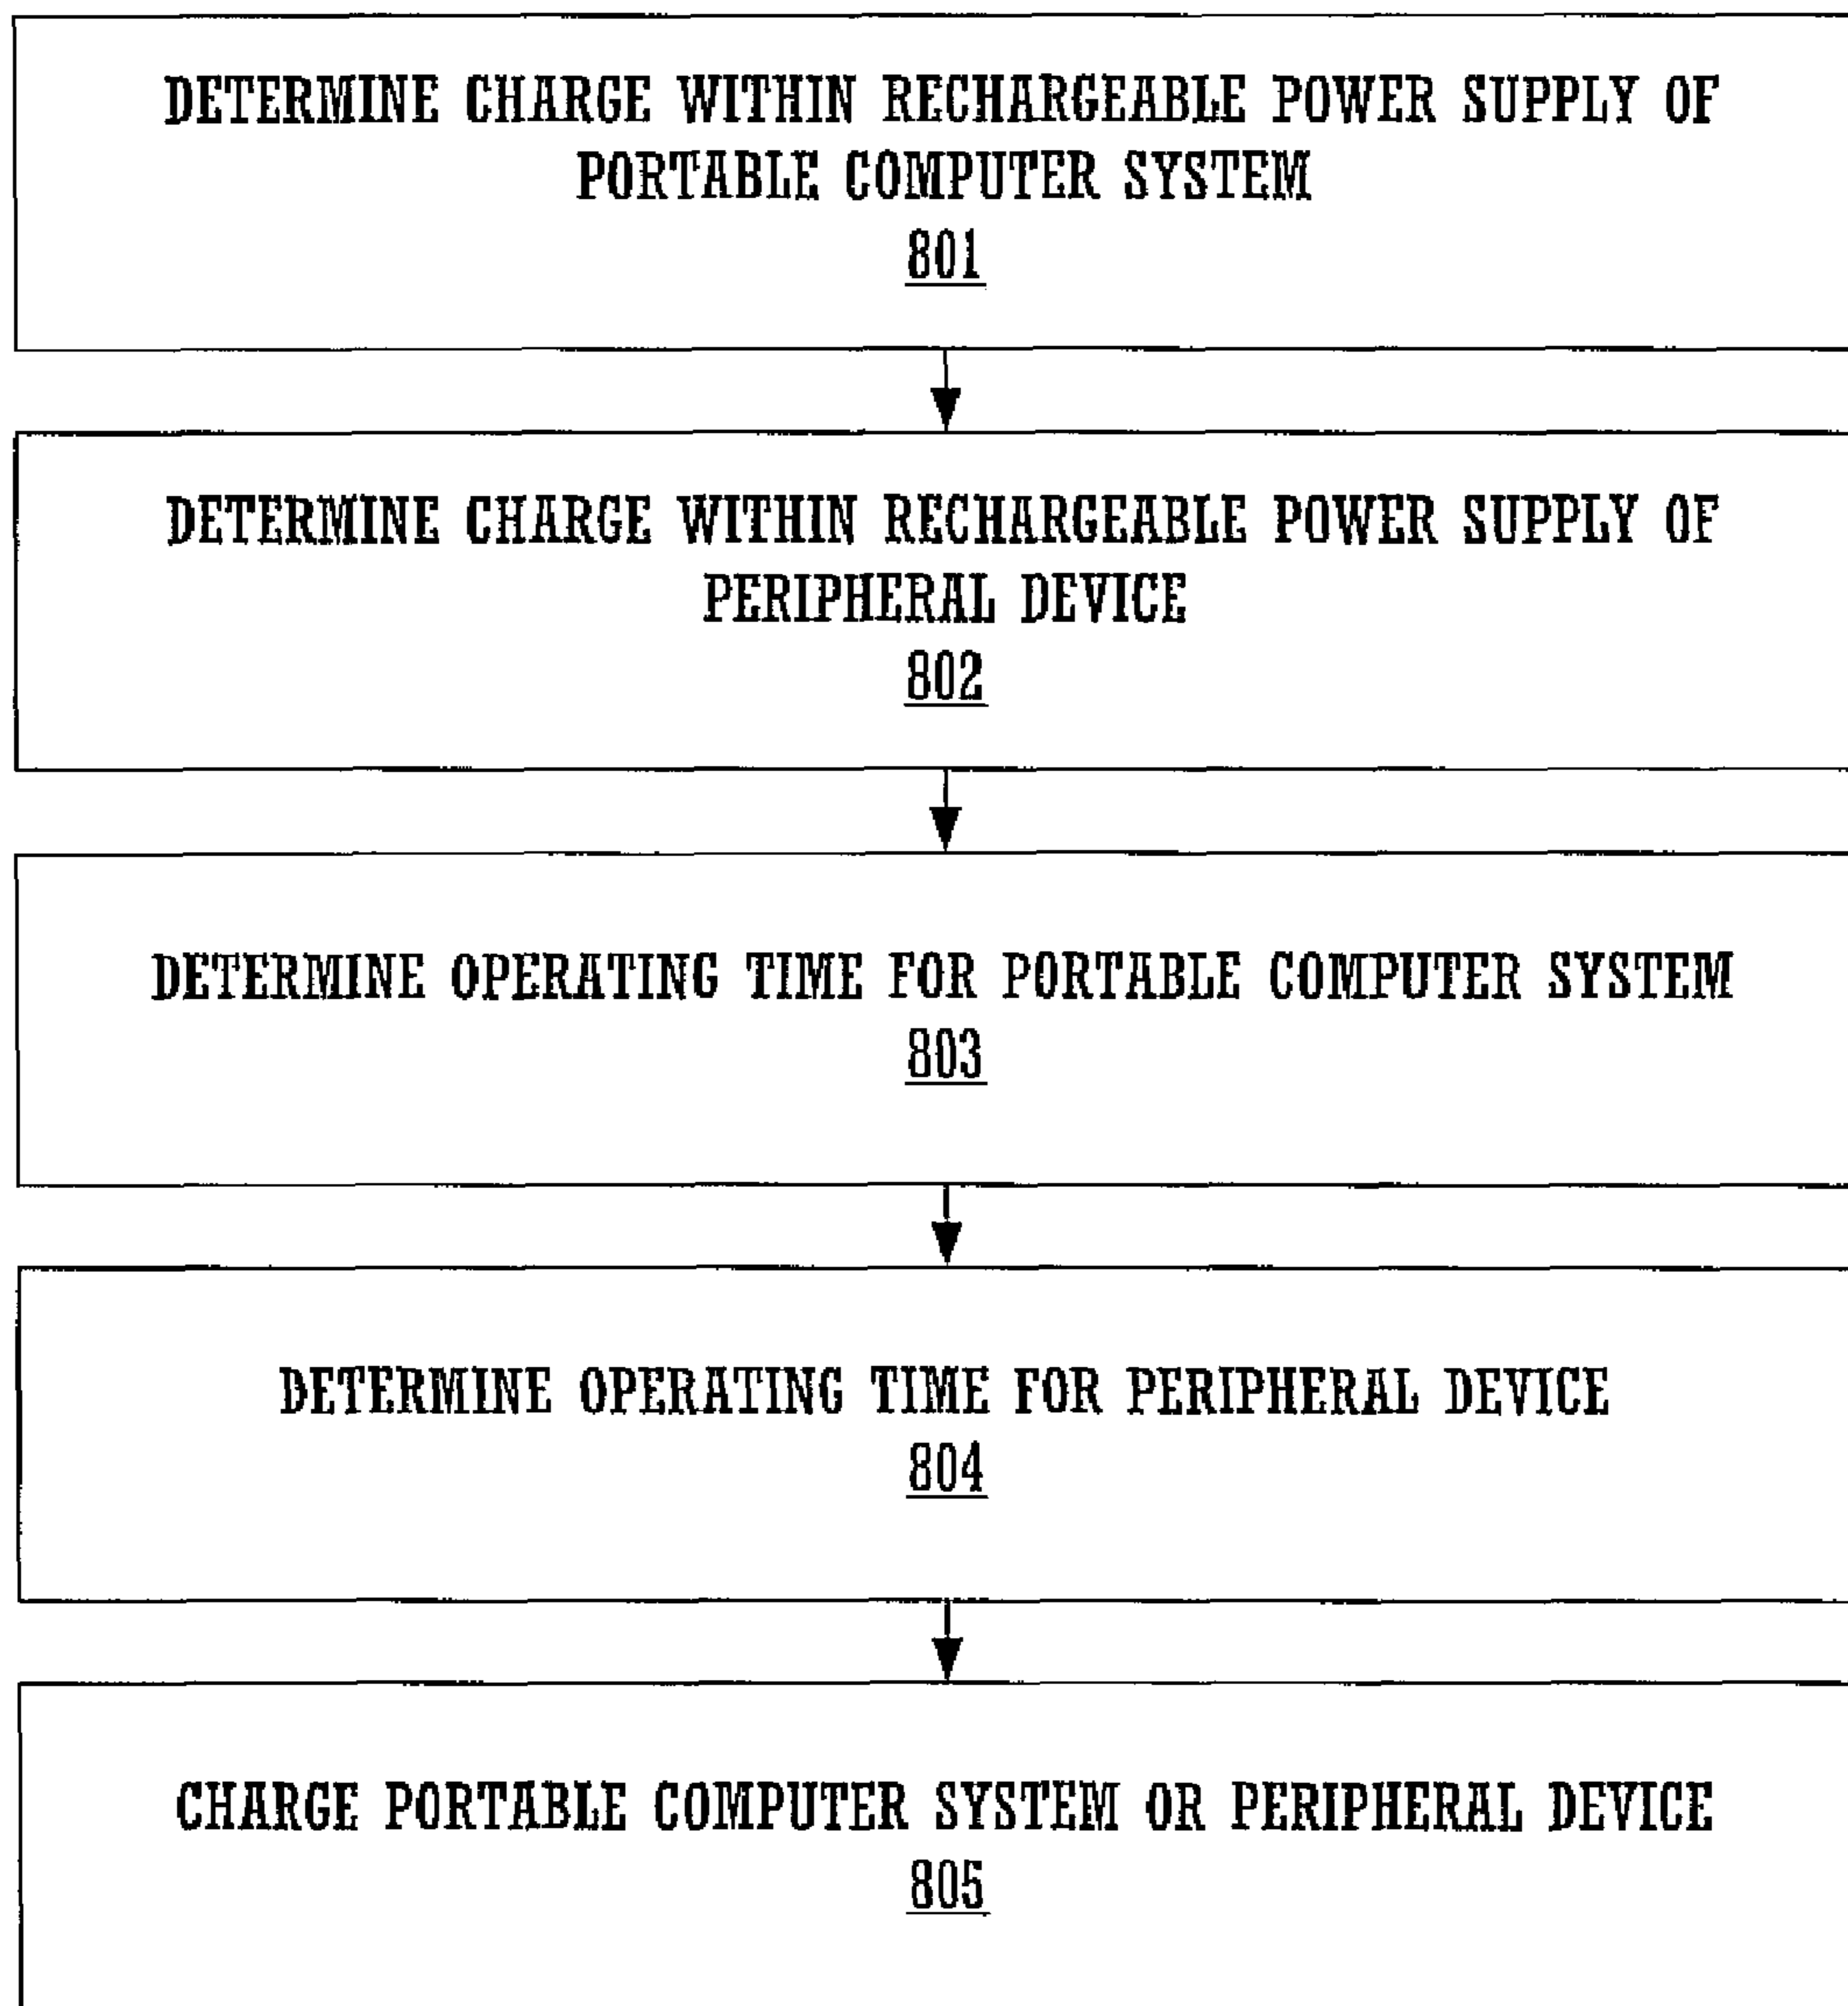 DETERMINE CHARGE WITHIN RECHARGEABLE POWER SUPPLY OF
PORTABLE COMPUTER SYSTEM
801
DETERMINE CHARGE WITHIN RECHARGEABLE POWER SUPPLY OF
PERIPHERAL DEVICE
802
DETERMINE OPERATING TIME FOR PORTABLE COMPUTER SYSTEM
803
DETERMINE OPERATING TIME FOR PERIPHERAL DEVICE
804
CHARGE PORTABLE COMPUTER SYSTEM OR PERIPHERAL DEVICE
805